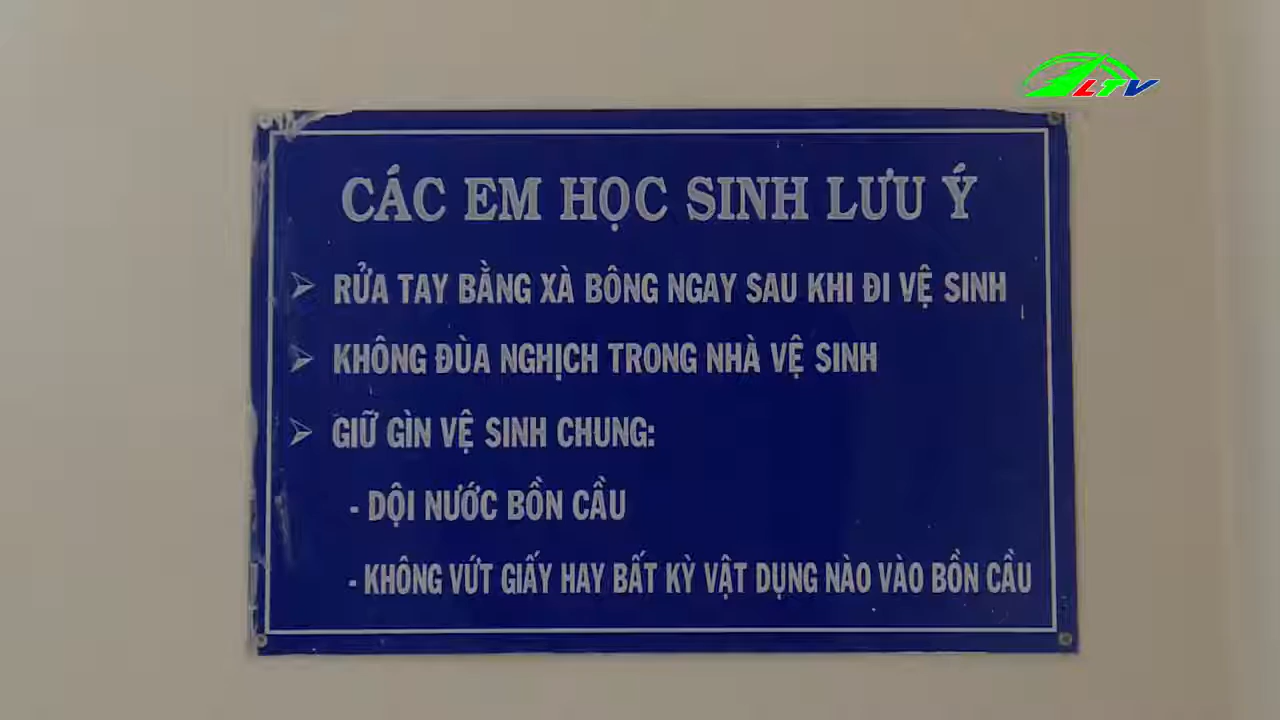 LTV
CÁC EM HỌC SINH LƯU Ý
➢ RỬA TAY BẰNG XÀ BÔNG NGAY SAU KHI ĐI VỆ SINH
➢ KHÔNG ĐÙA NGHỊCH TRONG NHÀ VỆ SINH
➢ GIỮ GÌN VỆ SINH CHUNG:
- DỘI NƯỚC BỒN CẦU
- KHÔNG VỨT GIẤY HAY BẤT KỲ VẬT DỤNG NÀO VÀO BỒN CẦU